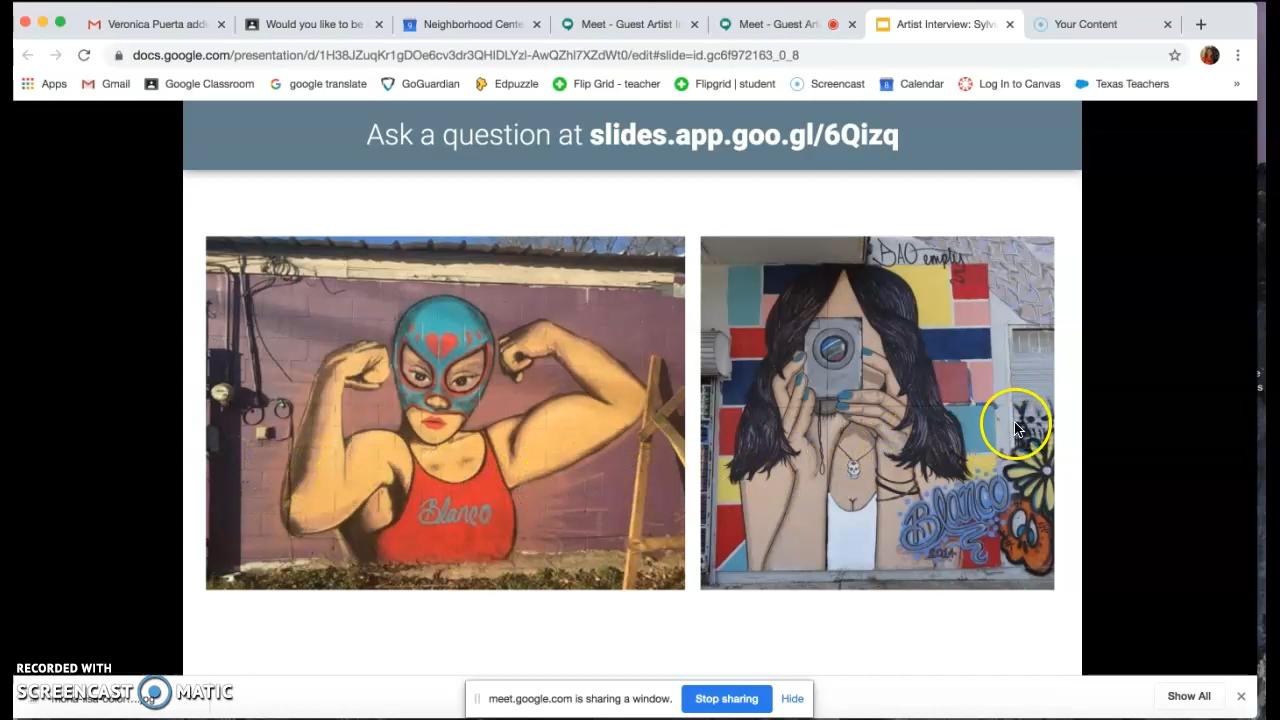 Veronica Puerta add
Would you like to be
Neighborhood Cente
Meet - Guest Artist I
Meet - Guest Art
Artist Interview: Sylv
Your Content
docs.google.com/presentation/d/1H38JZuqKr1gDOe6cv3dr3QHIDLYzl-AwQZhl7XZdWt0/edit#slide=id.gc6f972163_0_8
Apps
Gmail
Google Classroom
google translate
GoGuardian
Edpuzzle
Flip Grid - teacher
Flipgrid | student
Screencast
Calendar
Log In to Canvas
Texas Teachers
»
Ask a question at slides.app.goo.gl/6Qizq
BAO empty
Blanco
Blanco
2014
RECORDED WITH
SCREENCAST MATIC
meet.google.com is sharing a window.
Stop sharing
Hide
Show All